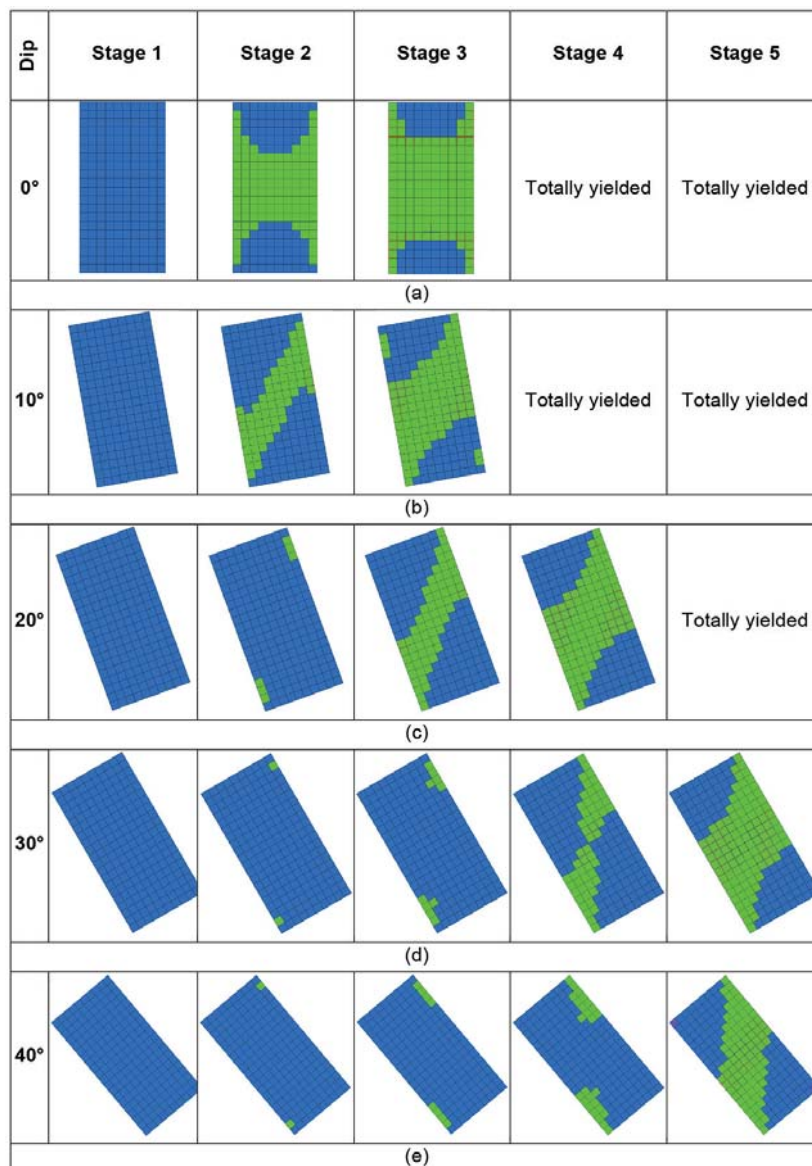 Dip Stage 1 Stage 2 Stage 3 Stage 4 Stage 5
0° Totally yielded Totally yielded
(a)
10° Totally yielded Totally yielded
(b)
20° Totally yielded
(c)
30°
(d)
40°
(e)